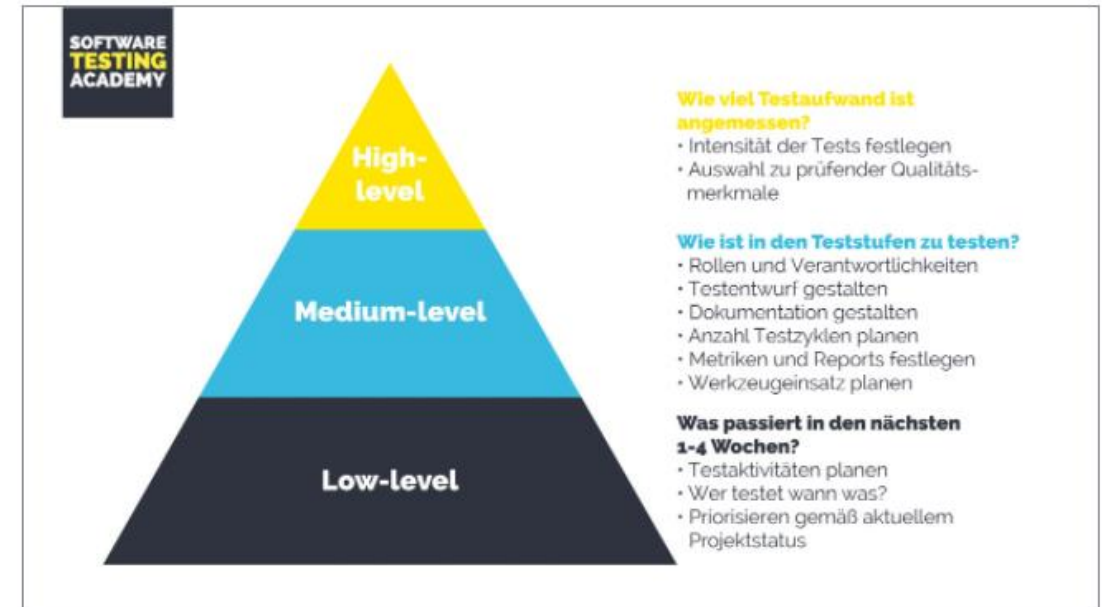 SOFTWARE
TESTING
ACADEMY
High-
level
Wie viel Testaufwand ist
angemessen?
• Intensität der Tests festlegen
• Auswahl zu prüfender Qualitäts-
merkmale
Medium-level
Wie ist in den Teststufen zu testen?
• Rollen und Verantwortlichkeiten
• Testentwurf gestalten
• Dokumentation gestalten
• Anzahl Testzyklen planen
• Metriken und Reports festlegen
• Werkzeugeinsatz planen
Low-level
Was passiert in den nächsten
1-4 Wochen?
• Testaktivitäten planen
• Wer testet wann was?
• Priorisieren gemäß aktuellem
Projektstatus